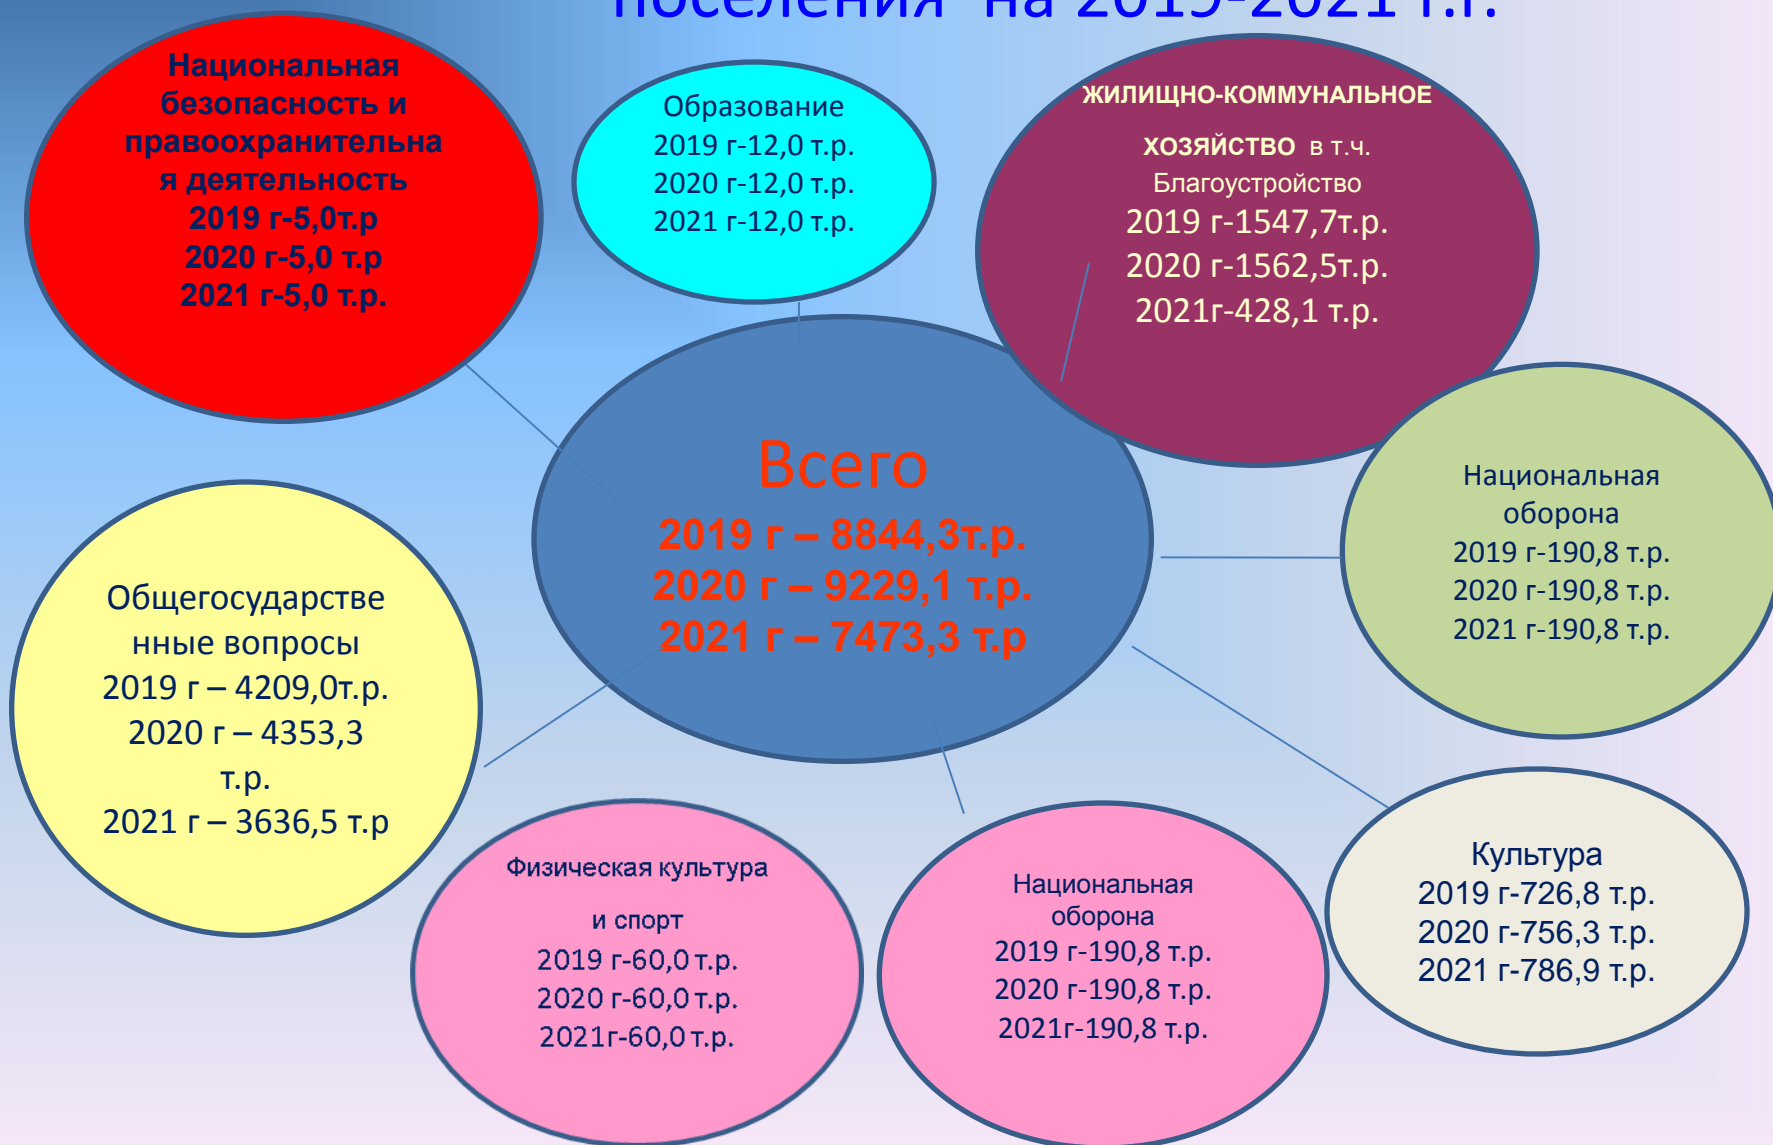 поселения на 2019-2021 г.г.
Национальная
безопасность и
правоохранительна
я деятельность
2019 г-5,0т.р
2020 г-5,0 т.р
2021 г-5,0 т.р.
Образование
2019 г-12,0 т.р.
2020 г-12,0 т.р.
2021 г-12,0 т.р.
ЖИЛИЩНО-КОММУНАЛЬНОЕ
ХОЗЯЙСТВО в т.ч.
Благоустройство
2019 г-1547,7т.р.
2020 г-1562,5т.р.
2021г-428,1 т.р.
Всего
2019 г – 8844,3т.р.
2020 г – 9229,1 т.р.
2021 г – 7473,3 т.р
Национальная
оборона
2019 г-190,8 т.р.
2020 г-190,8 т.р.
2021 г-190,8 т.р.
Общегосударстве
нные вопросы
2019 г – 4209,0т.р.
2020 г – 4353,3
т.р.
2021 г – 3636,5 т.р
Физическая культура
и спорт
2019 г-60,0 т.р.
2020 г-60,0 т.р.
2021г-60,0 т.р.
Национальная
оборона
2019 г-190,8 т.р.
2020 г-190,8 т.р.
2021г-190,8 т.р.
Культура
2019 г-726,8 т.р.
2020 г-756,3 т.р.
2021 г-786,9 т.р.